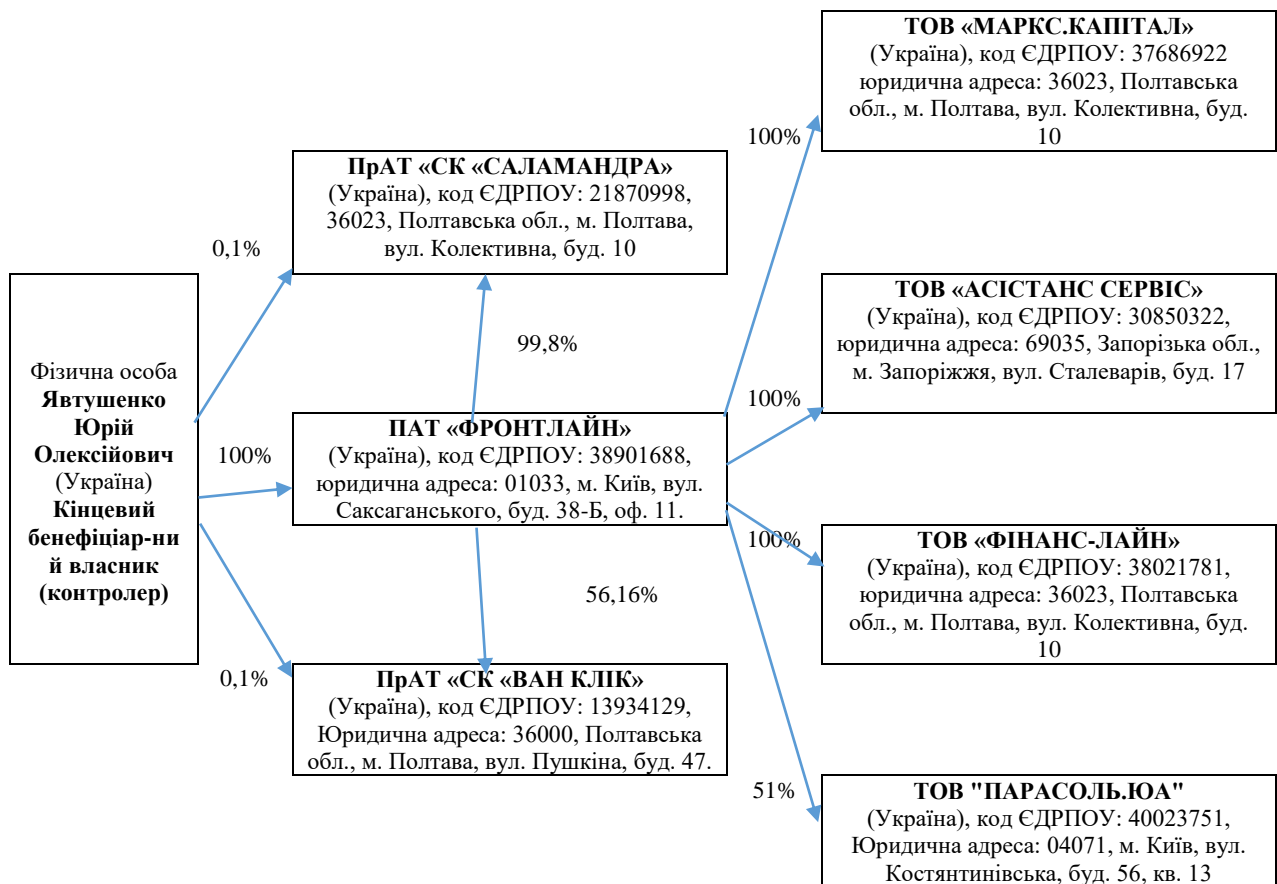 ТОВ «МАРКС.КАПІТАЛ»
(Україна), код ЄДРПОУ: 37686922
юридична адреса: 36023, Полтавська
обл., м. Полтава, вул. Колективна, буд.
10
100%
ПрАТ «СК «САЛАМАНДРА»
(Україна), код ЄДРПОУ: 21870998,
36023, Полтавська обл., м. Полтава,
вул. Колективна, буд. 10
0,1%
99,8%
ТОВ «АСІСТАНС СЕРВІС»
(Україна), код ЄДРПОУ: 30850322,
юридична адреса: 69035, Запорізька обл.,
м. Запоріжжя, вул. Сталеварів, буд. 17
100%
Фізична особа
Явтушенко
Юрій
Олексійович
(Україна)
Кінцевий
бенефіціар-ни
й власник
(контролер)
100%
ПАТ «ФРОНТЛАЙН»
(Україна), код ЄДРПОУ: 38901688,
юридична адреса: 01033, м. Київ, вул.
Саксаганського, буд. 38-Б, оф. 11.
100%
ТОВ «ФІНАНС-ЛАЙН»
(Україна), код ЄДРПОУ: 38021781,
юридична адреса: 36023, Полтавська
обл., м. Полтава, вул. Колективна, буд.
10
56,16%
0,1%
ПрАТ «СК «ВАН КЛІК»
(Україна), код ЄДРПОУ: 13934129,
Юридична адреса: 36000, Полтавська
обл., м. Полтава, вул. Пушкіна, буд. 47.
51%
ТОВ "ПАРАСОЛЬ.ЮА"
(Україна), код ЄДРПОУ: 40023751,
Юридична адреса: 04071, м. Київ, вул.
Костянтинівська, буд. 56, кв. 13